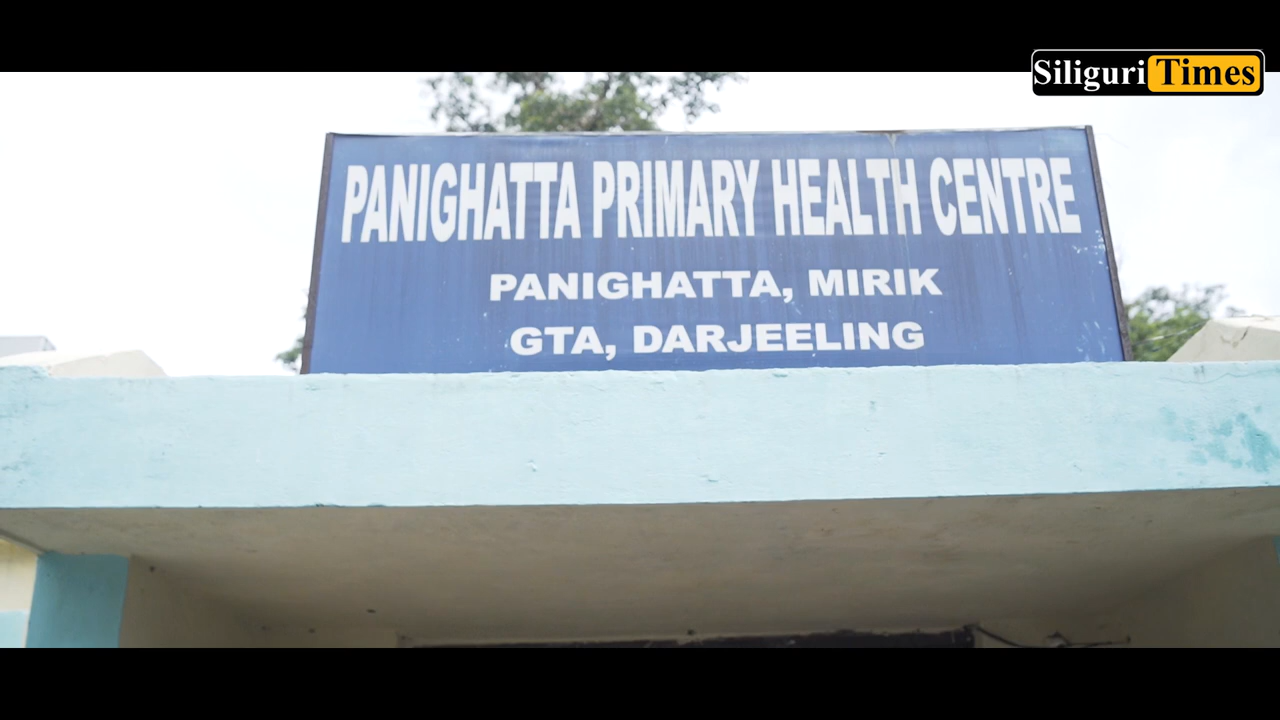 Siliguri Times
PANIGHATTA PRIMARY HEALTH CENTRE
PANIGHATTA, MIRIK
GTA, DARJEELING